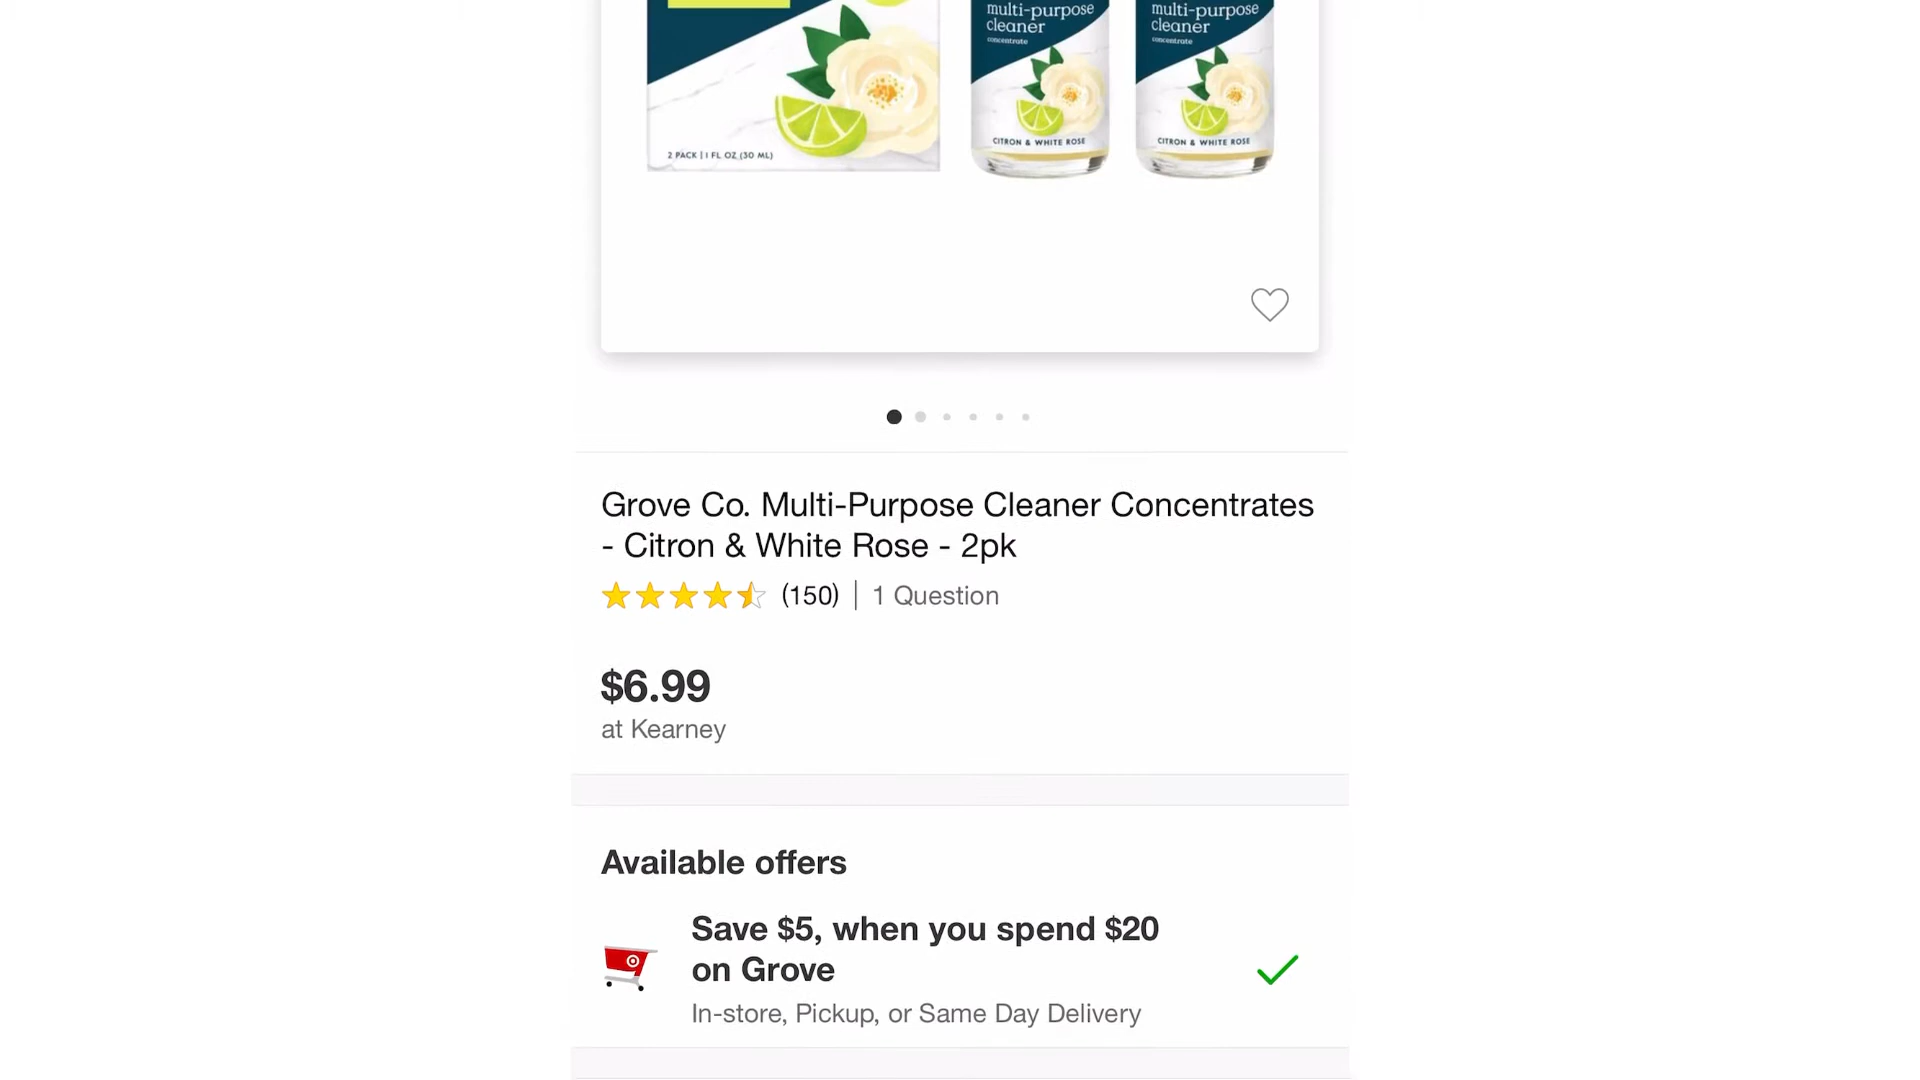 multi-purpose
cleaner
concentrate
multi-purpose
cleaner
concentrate
CITRON & WHITE ROSE
CITRON & WHITE ROSE
2 PACK | 1 FL OZ (30 ML)
Grove Co. Multi-Purpose Cleaner Concentrates
- Citron & White Rose - 2pk
(150) | 1 Question
$6.99
at Kearney
Available offers
Save $5, when you spend $20
on Grove
In-store, Pickup, or Same Day Delivery